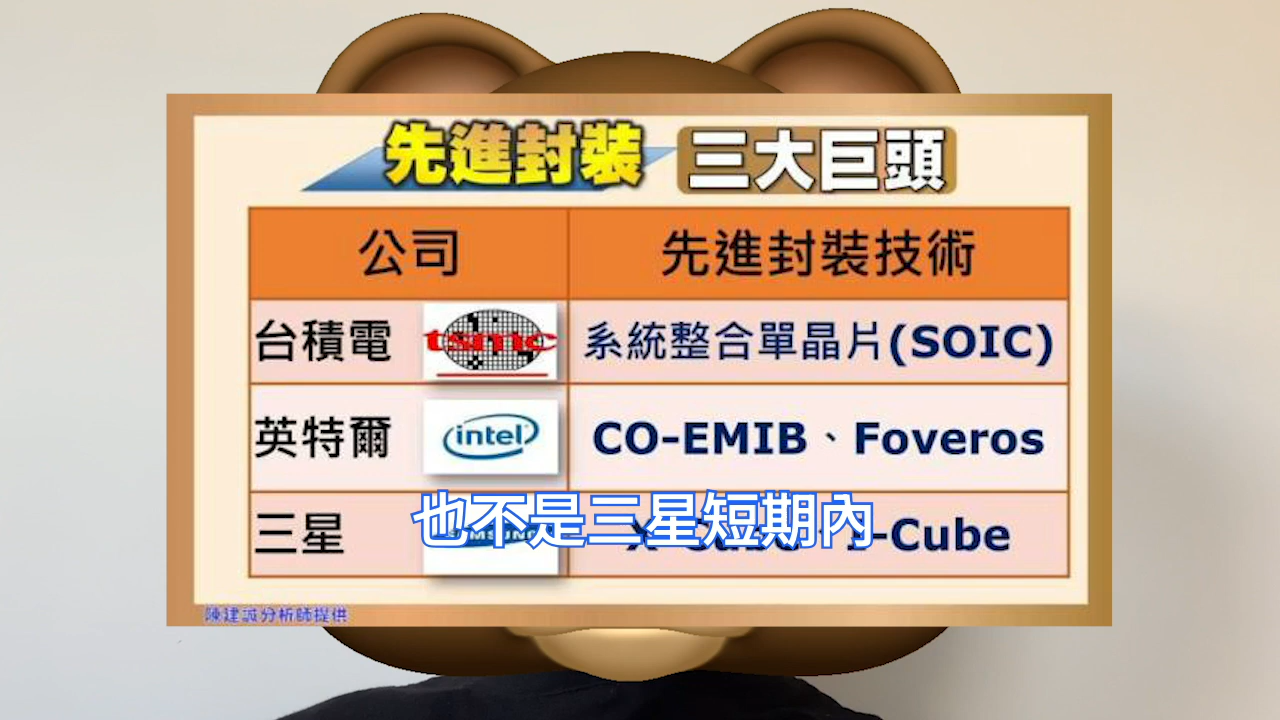 先進封裝 三大巨頭
公司 先進封裝技術
台積電 tsmc 系統整合單晶片(SOIC)
英特爾 intel CO-EMIB、Foveros
三星 SAMSUNG X-Cube、I-Cube
也不是三星短期內
陳建誠分析師提供